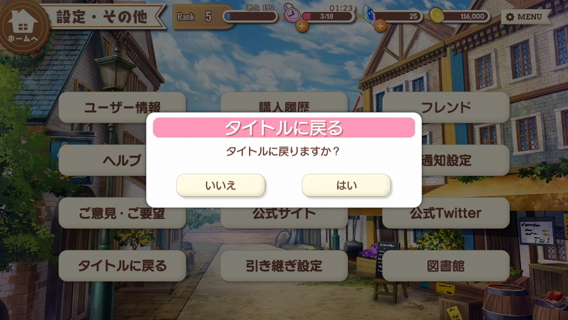 設定・その他
Rank 5
あと 190
01:23
3/18
25
116,000
MENU
ホームへ
ユーザー情報
購入履歴
フレンド
ヘルプ
通知設定
タイトルに戻る
タイトルに戻りますか？
いいえ
はい
ご意見・ご要望
公式サイト
公式Twitter
タイトルに戻る
引き継ぎ設定
図書館